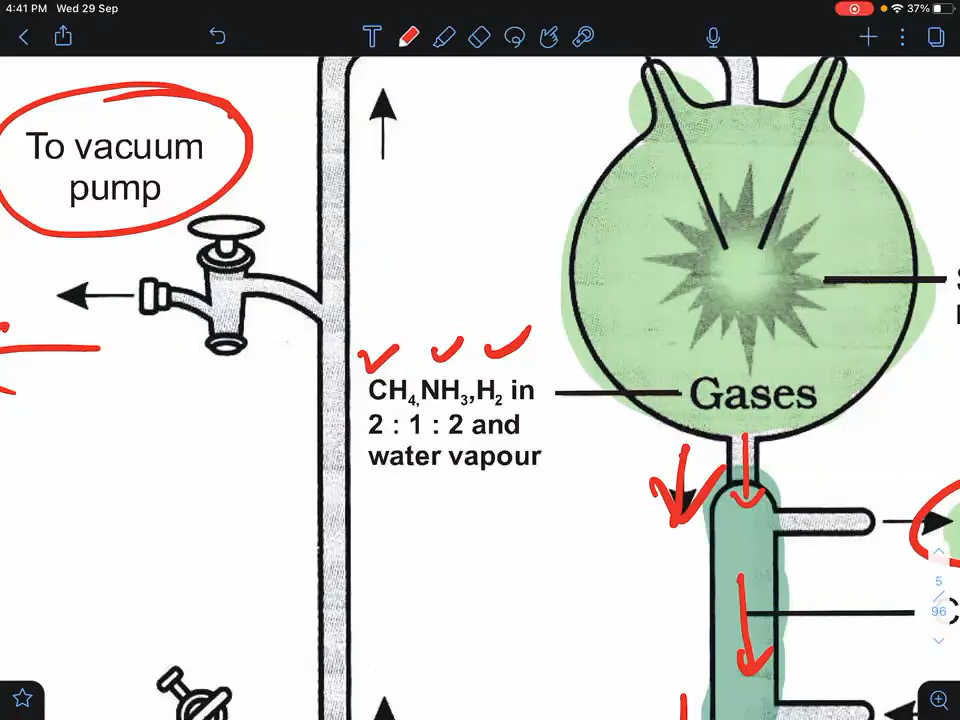 4:41 PM Wed 29 Sep
37%
To vacuum
pump
CH4,NH3,H2 in
2 : 1 : 2 and
water vapour
Gases
5
96